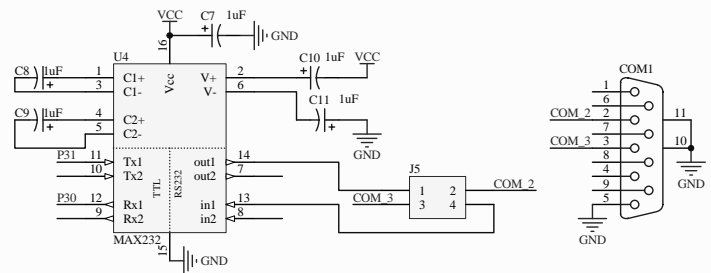 VCC
C7 1uF
+
GND
16
U4
C8 1uF
+
1 C1+ Vcc V+ 2
3 C1- V- 6
C10 1uF
+
VCC
C9 1uF
+
4 C2+
5 C2-
C11 1uF
+
GND
P31 11 Tx1 out1 14
10 Tx2 out2 7
TTL RS232
P30 12 Rx1 in1 13
9 Rx2 in2 8
MAX232
15
GND
J5
1 2 COM_2
COM_3 3 4
COM1
1
6
COM_2 2 11
7
COM_3 3 10
8
4
9
5
GND
GND